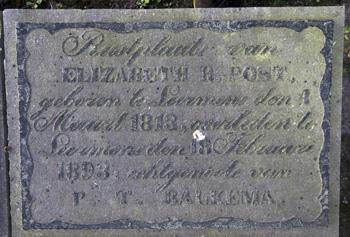 Rustplaats van
ELIZABETH R. POST,
geboren te Leermens den 1
Maart 1813, overleden te
Leermens den 18 Februari
1893, echtgenoote van
P. T. BARKEMA.